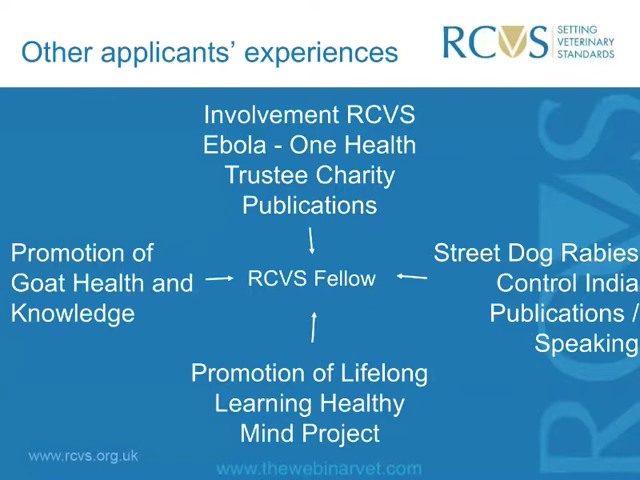 Other applicants' experiences
RCVS
SETTING
VETERINARY
STANDARDS
Involvement RCVS
Ebola - One Health
Trustee Charity
Publications
Promotion of
Goat Health and
Knowledge
RCVS Fellow
Street Dog Rabies
Control India
Publications /
Speaking
Promotion of Lifelong
Learning Healthy
Mind Project
RCVS
www.rcvs.org.uk
www.thewebinarvet.com